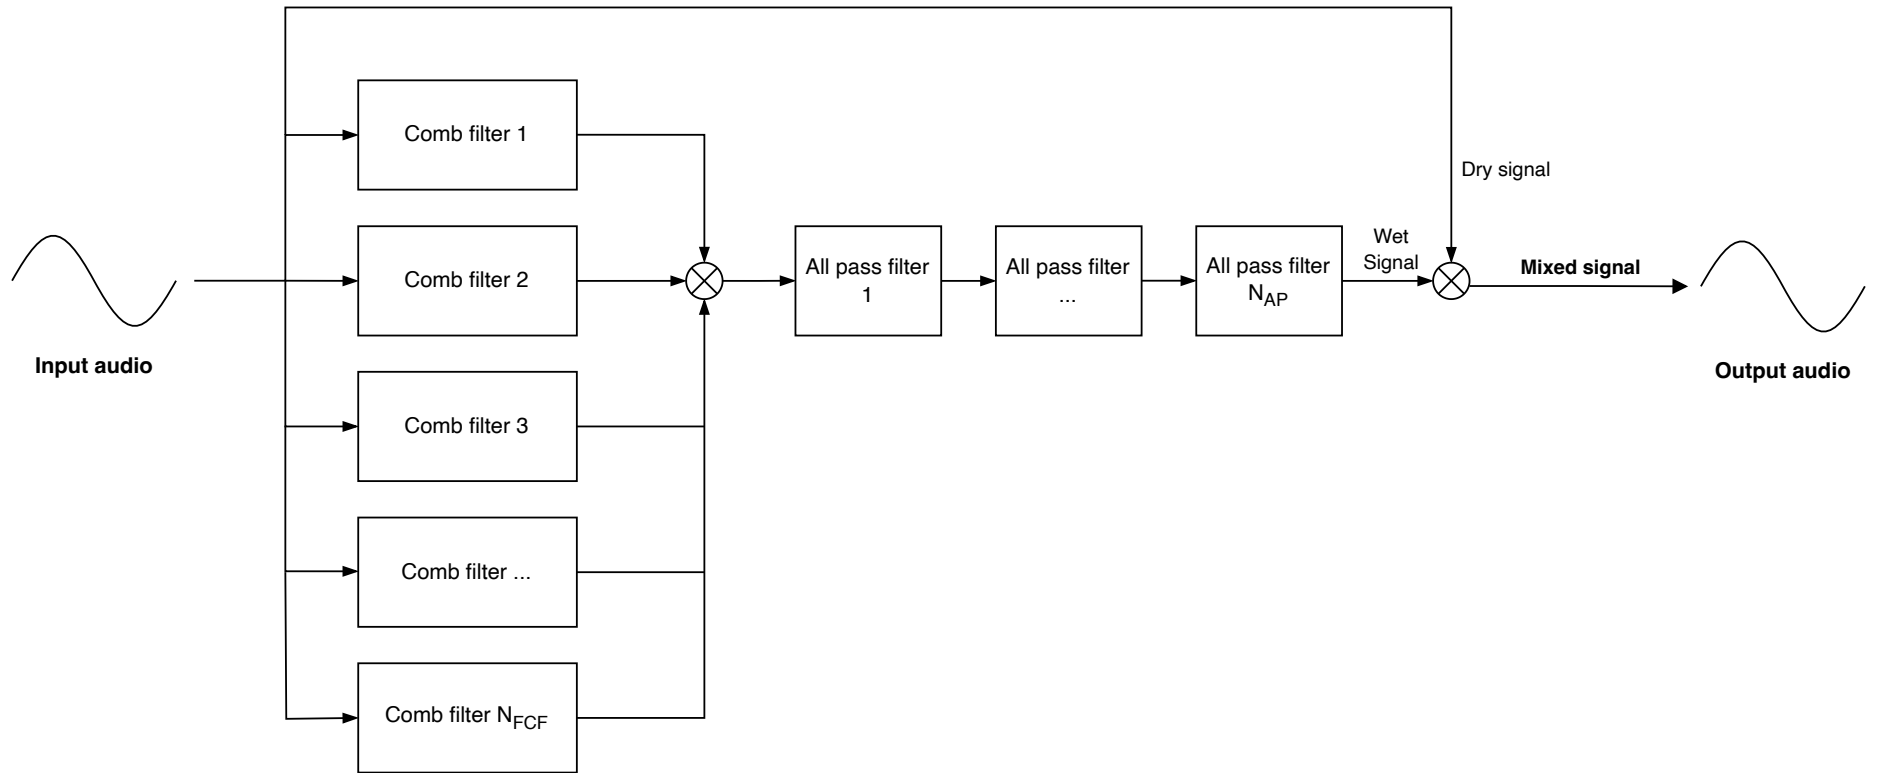 Comb filter 1
Dry signal
Comb filter 2
All pass filter
1
All pass filter
...
All pass filter
N_AP
Wet
Signal
Mixed signal
Input audio
Output audio
Comb filter 3
Comb filter ...
Comb filter N_FCF